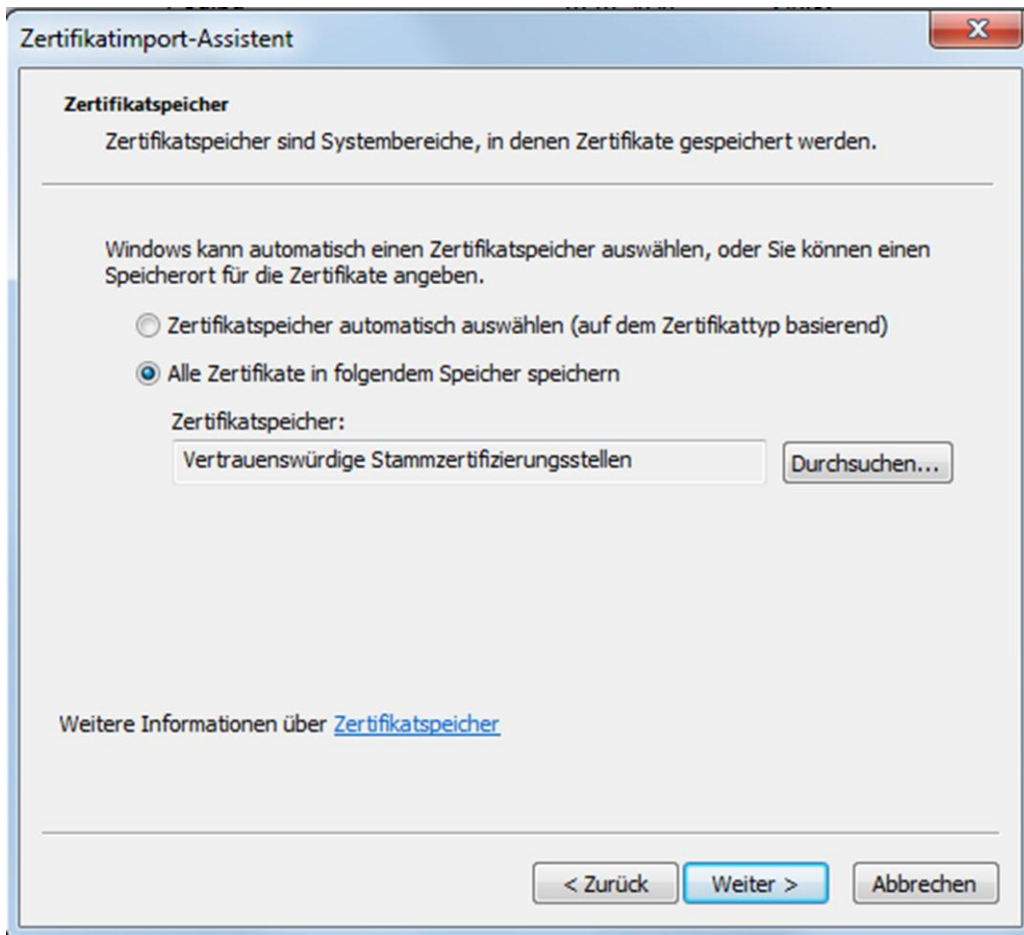 Zertifikatimport-Assistent
Zertifikatspeicher
Zertifikatspeicher sind Systembereiche, in denen Zertifikate gespeichert werden.
Windows kann automatisch einen Zertifikatspeicher auswählen, oder Sie können einen
Speicherort für die Zertifikate angeben.
Zertifikatspeicher automatisch auswählen (auf dem Zertifikattyp basierend)
Alle Zertifikate in folgendem Speicher speichern
Zertifikatspeicher:
Vertrauenswürdige Stammzertifizierungsstellen
Durchsuchen...
Weitere Informationen über Zertifikatspeicher
< Zurück
Weiter >
Abbrechen